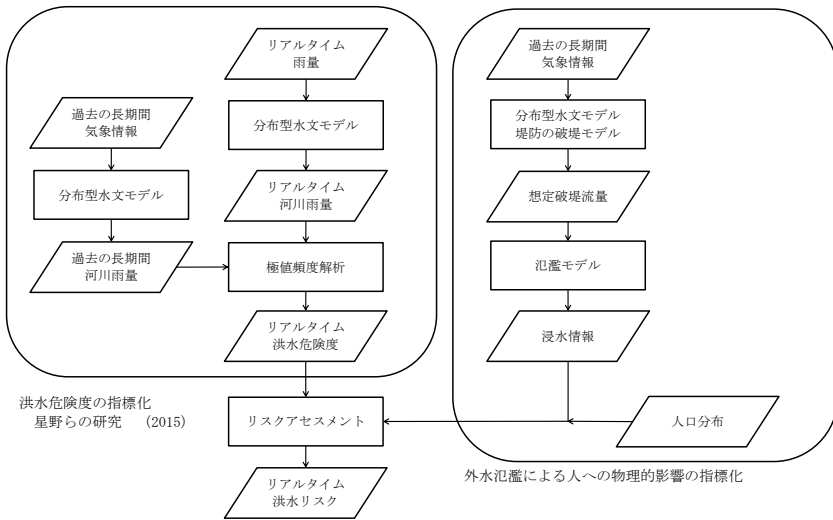 リアルタイム
雨量
過去の長期間
気象情報
分布型水文モデル
分布型水文モデル
リアルタイム
河川雨量
過去の長期間
河川雨量
極値頻度解析
リアルタイム
洪水危険度
洪水危険度の指標化
星野らの研究 (2015)
リスクアセスメント
リアルタイム
洪水リスク
過去の長期間
気象情報
分布型水文モデル
堤防の破堤モデル
想定破堤流量
氾濫モデル
浸水情報
人口分布
外水氾濫による人への物理的影響の指標化